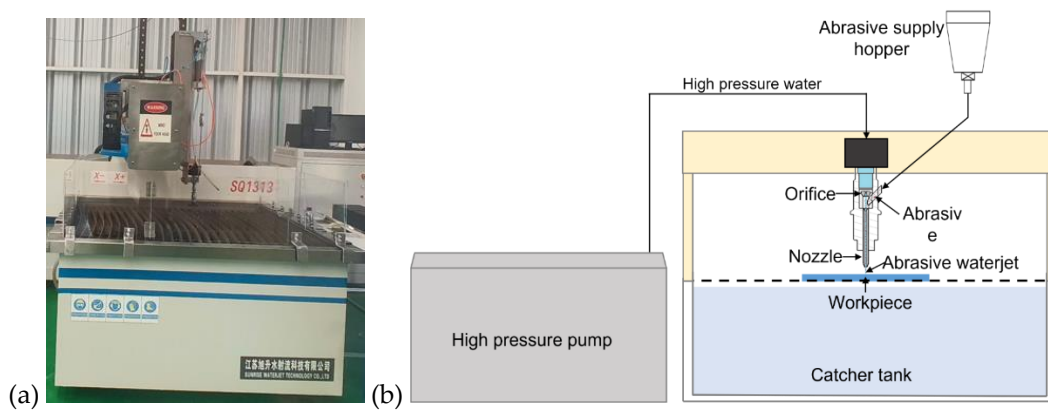 WARNING
X- X+
SQ1313
江苏旭升水射流科技有限公司
SUNRISE WATERJET TECHNOLOGY CO.,LTD
(a)
Abrasive supply
hopper
High pressure water
Orifice
Abrasiv
e
Nozzle
Abrasive waterjet
Workpiece
High pressure pump
Catcher tank
(b)